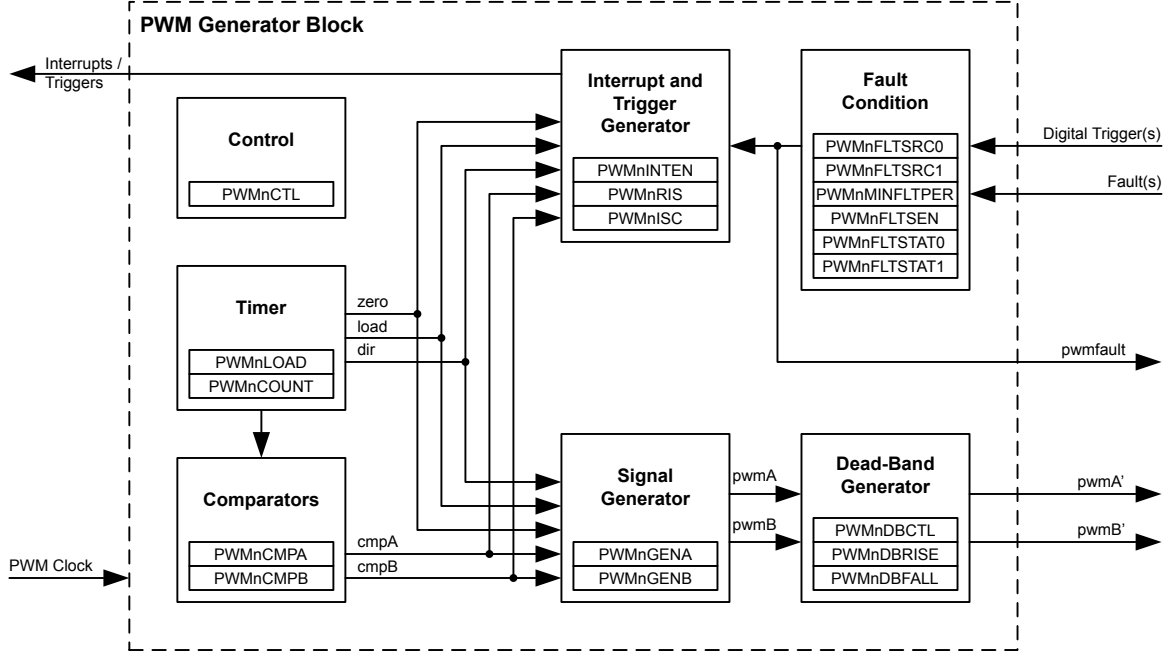 PWM Generator Block
Interrupts /
Triggers
Control
PWMnCTL
Interrupt and
Trigger
Generator
PWMnINTEN
PWMnRIS
PWMnISC
Fault
Condition
PWMnFLTSRC0
PWMnFLTSRC1
PWMnMINFLTPER
PWMnFLTSEN
PWMnFLTSTAT0
PWMnFLTSTAT1
Digital Trigger(s)
Fault(s)
Timer
PWMnLOAD
PWMnCOUNT
zero
load
dir
pwmfault
Comparators
PWMnCMPA
PWMnCMPB
cmpA
cmpB
Signal
Generator
PWMnGENA
PWMnGENB
pwmA
pwmB
Dead-Band
Generator
PWMnDBCTL
PWMnDBRISE
PWMnDBFALL
pwmA’
pwmB’
PWM Clock